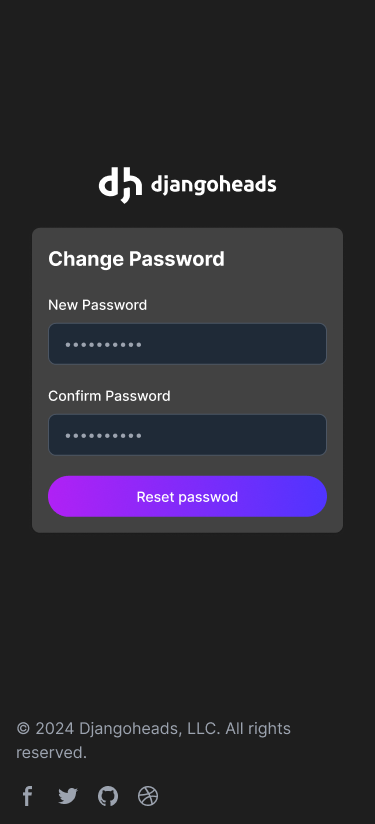 dh djangoheads
Change Password
New Password
••••••••••
Confirm Password
••••••••••
Reset passwod
© 2024 Djangoheads, LLC. All rights
reserved.